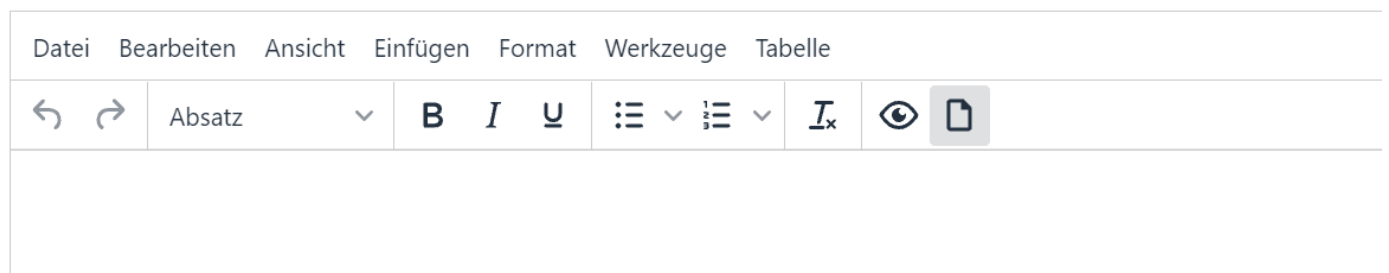 Datei Bearbeiten Ansicht Einfügen Format Werkzeuge Tabelle
Absatz B I U